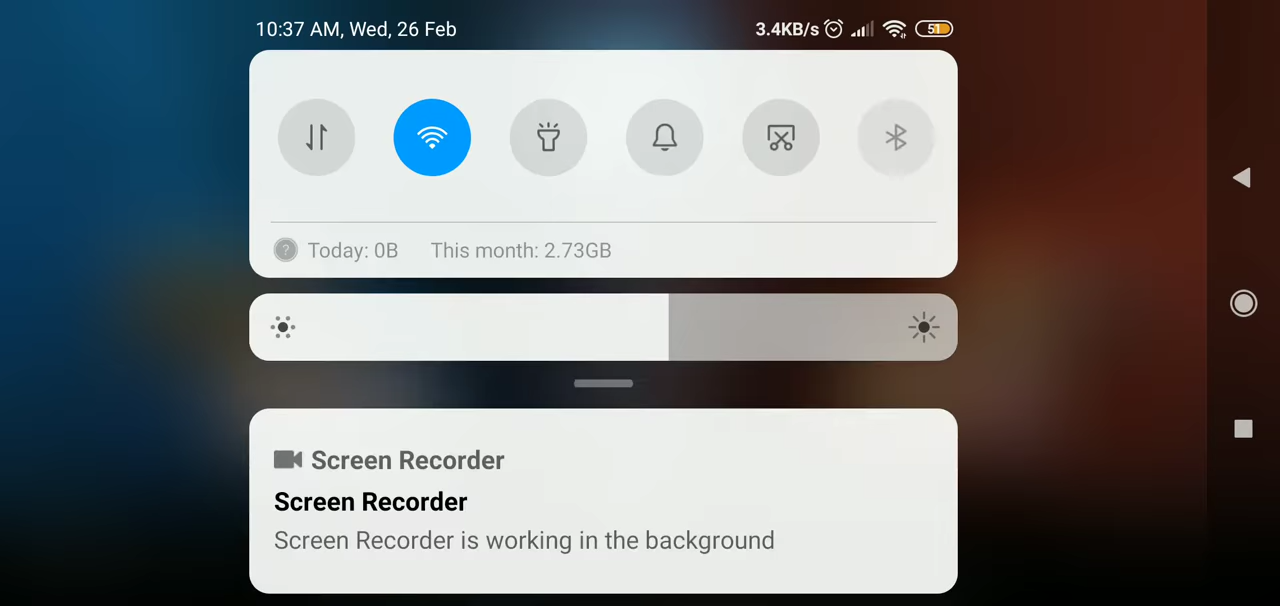 10:37 AM, Wed, 26 Feb 3.4KB/s 51
Today: 0B This month: 2.73GB
Screen Recorder
Screen Recorder
Screen Recorder is working in the background